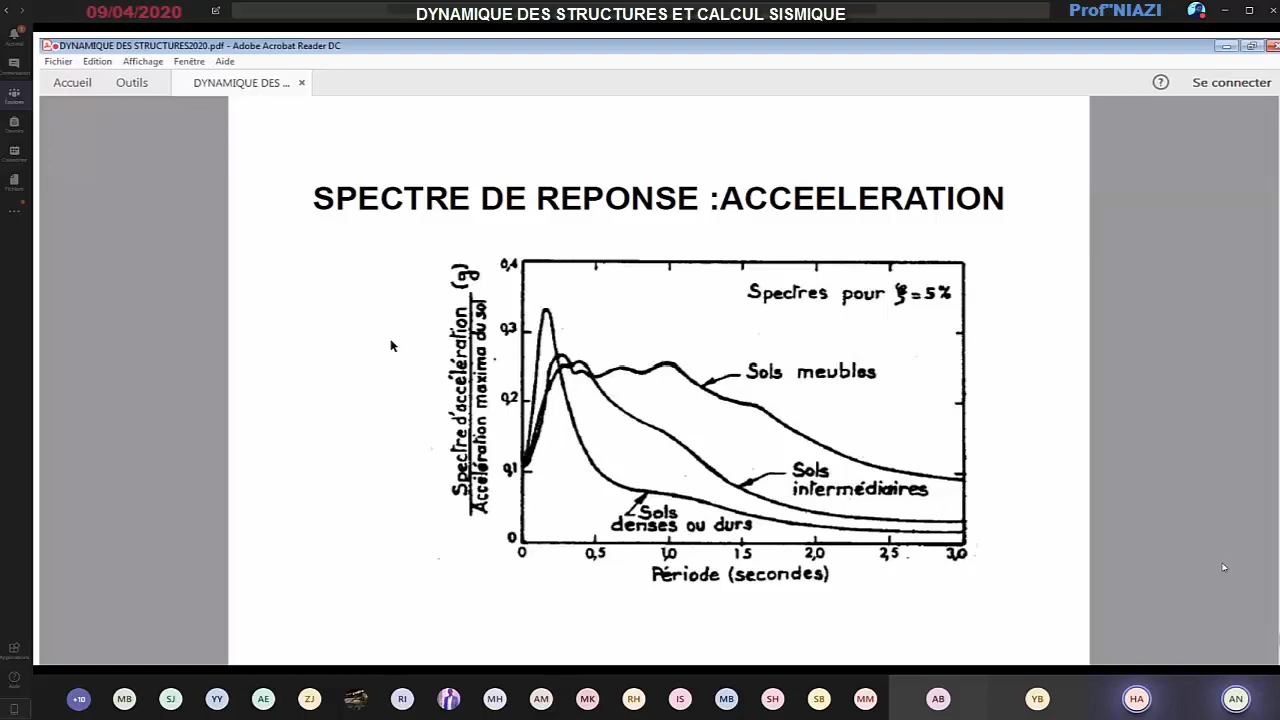 09/04/2020
DYNAMIQUE DES STRUCTURES ET CALCUL SISMIQUE
Prof"NIAZI
DYNAMIQUE DES STRUCTURES2020.pdf - Adobe Acrobat Reader DC
Fichier Edition Affichage Fenêtre Aide
Accueil Outils DYNAMIQUE DES ... × ? Se connecter
SPECTRE DE REPONSE :ACCEELERATION
Spectre d'accélération (g)
Accélération maxima du sol
0,4
0,3
0,2
0,1
0
Spectres pour ξ = 5%
Sols meubles
Sols
intermédiaires
Sols
denses ou durs
0 0,5 1,0 1.5 2,0 2,5 3,0
Période (secondes)
+10 MB SJ YY AE ZJ RI MH AM MK RH IS MB SH SB MM AB YB HA AN